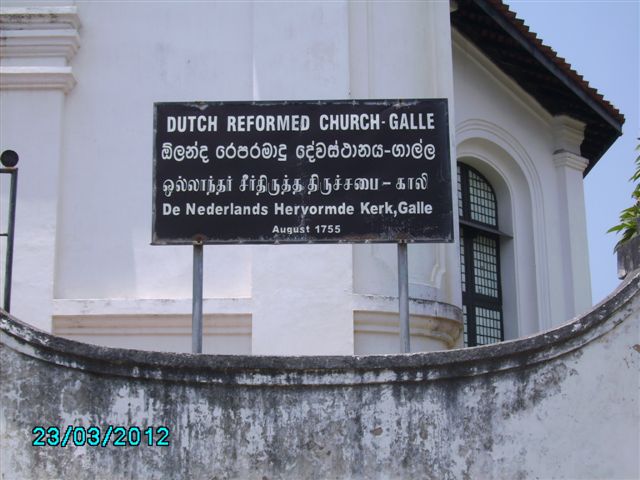 DUTCH REFORMED CHURCH-GALLE
ඕලන්ද රෙපරමාදු දේවස්ථානය-ගාල්ල
ஒல்லாந்தர் சீர்திருத்த திருச்சபை - காலி
De Nederlands Hervormde Kerk,Galle
August 1755
23/03/2012